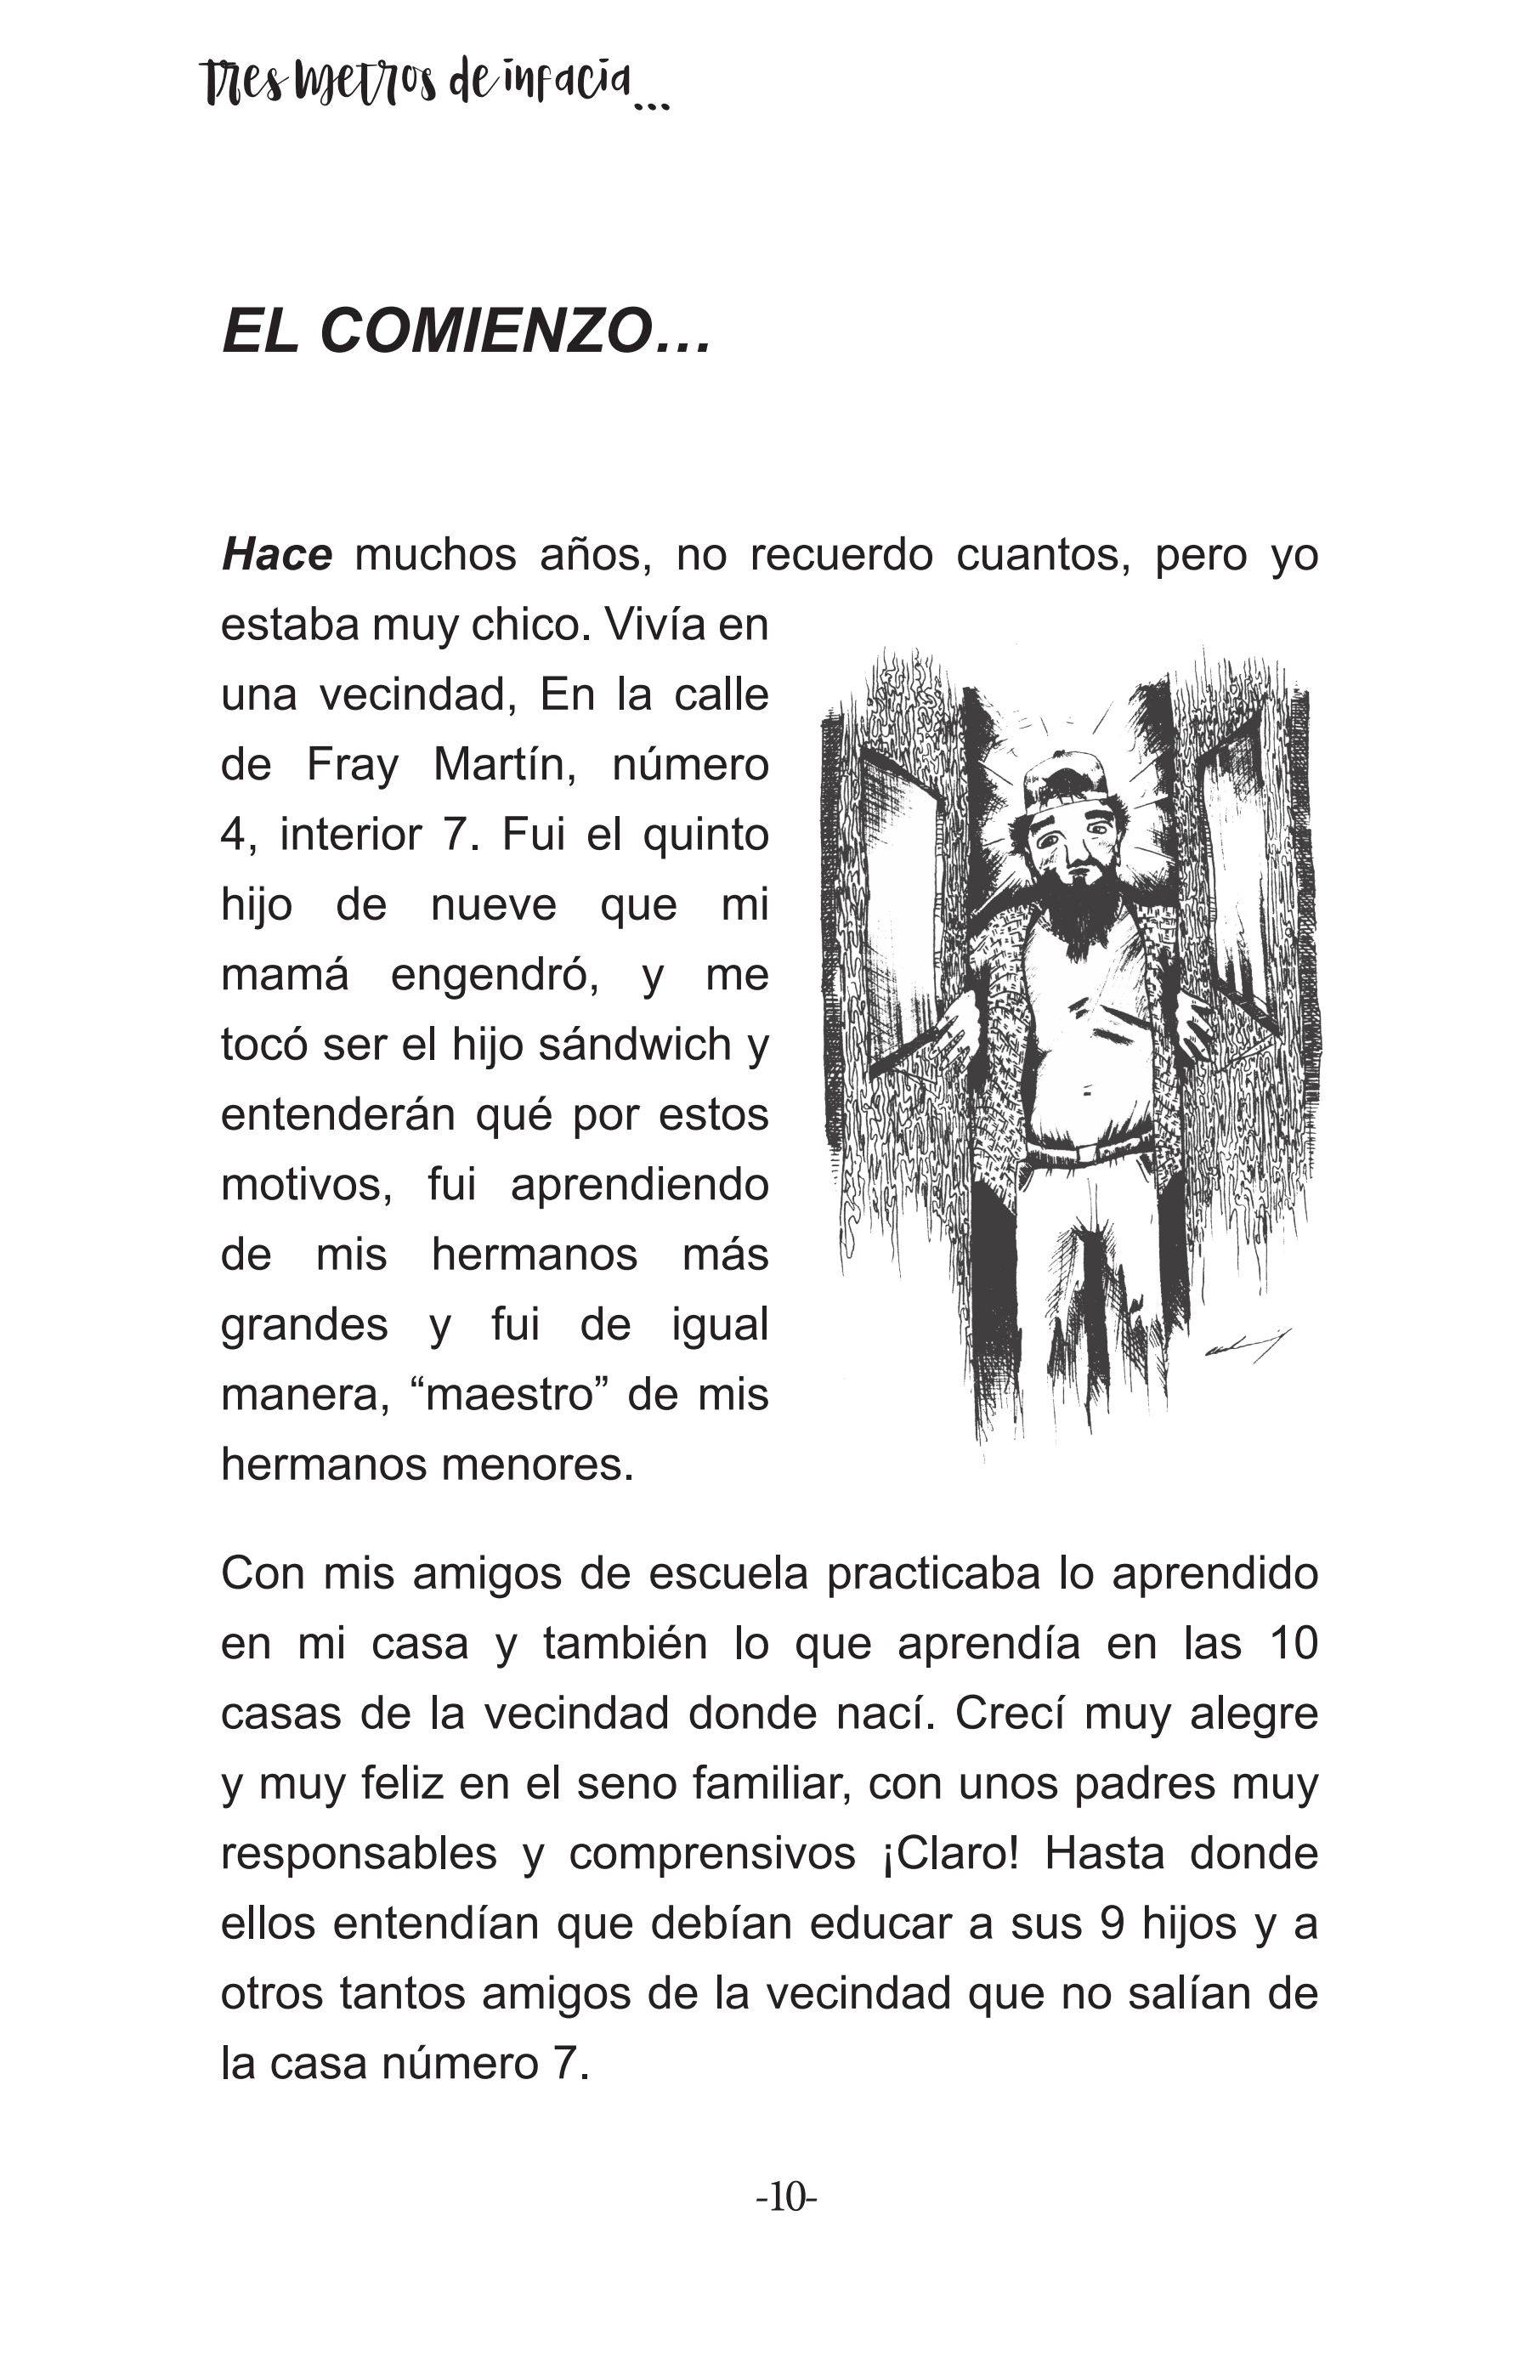 Tres metros de infacia...
EL COMIENZO…
Hace muchos años, no recuerdo cuantos, pero yo
estaba muy chico. Vivía en
una vecindad, En la calle
de Fray Martín, número
4, interior 7. Fui el quinto
hijo de nueve que mi
mamá engendró, y me
tocó ser el hijo sándwich y
entenderán qué por estos
motivos, fui aprendiendo
de mis hermanos más
grandes y fui de igual
manera, “maestro” de mis
hermanos menores.
Con mis amigos de escuela practicaba lo aprendido
en mi casa y también lo que aprendía en las 10
casas de la vecindad donde nací. Crecí muy alegre
y muy feliz en el seno familiar, con unos padres muy
responsables y comprensivos ¡Claro! Hasta donde
ellos entendían que debían educar a sus 9 hijos y a
otros tantos amigos de la vecindad que no salían de
la casa número 7.
-10-